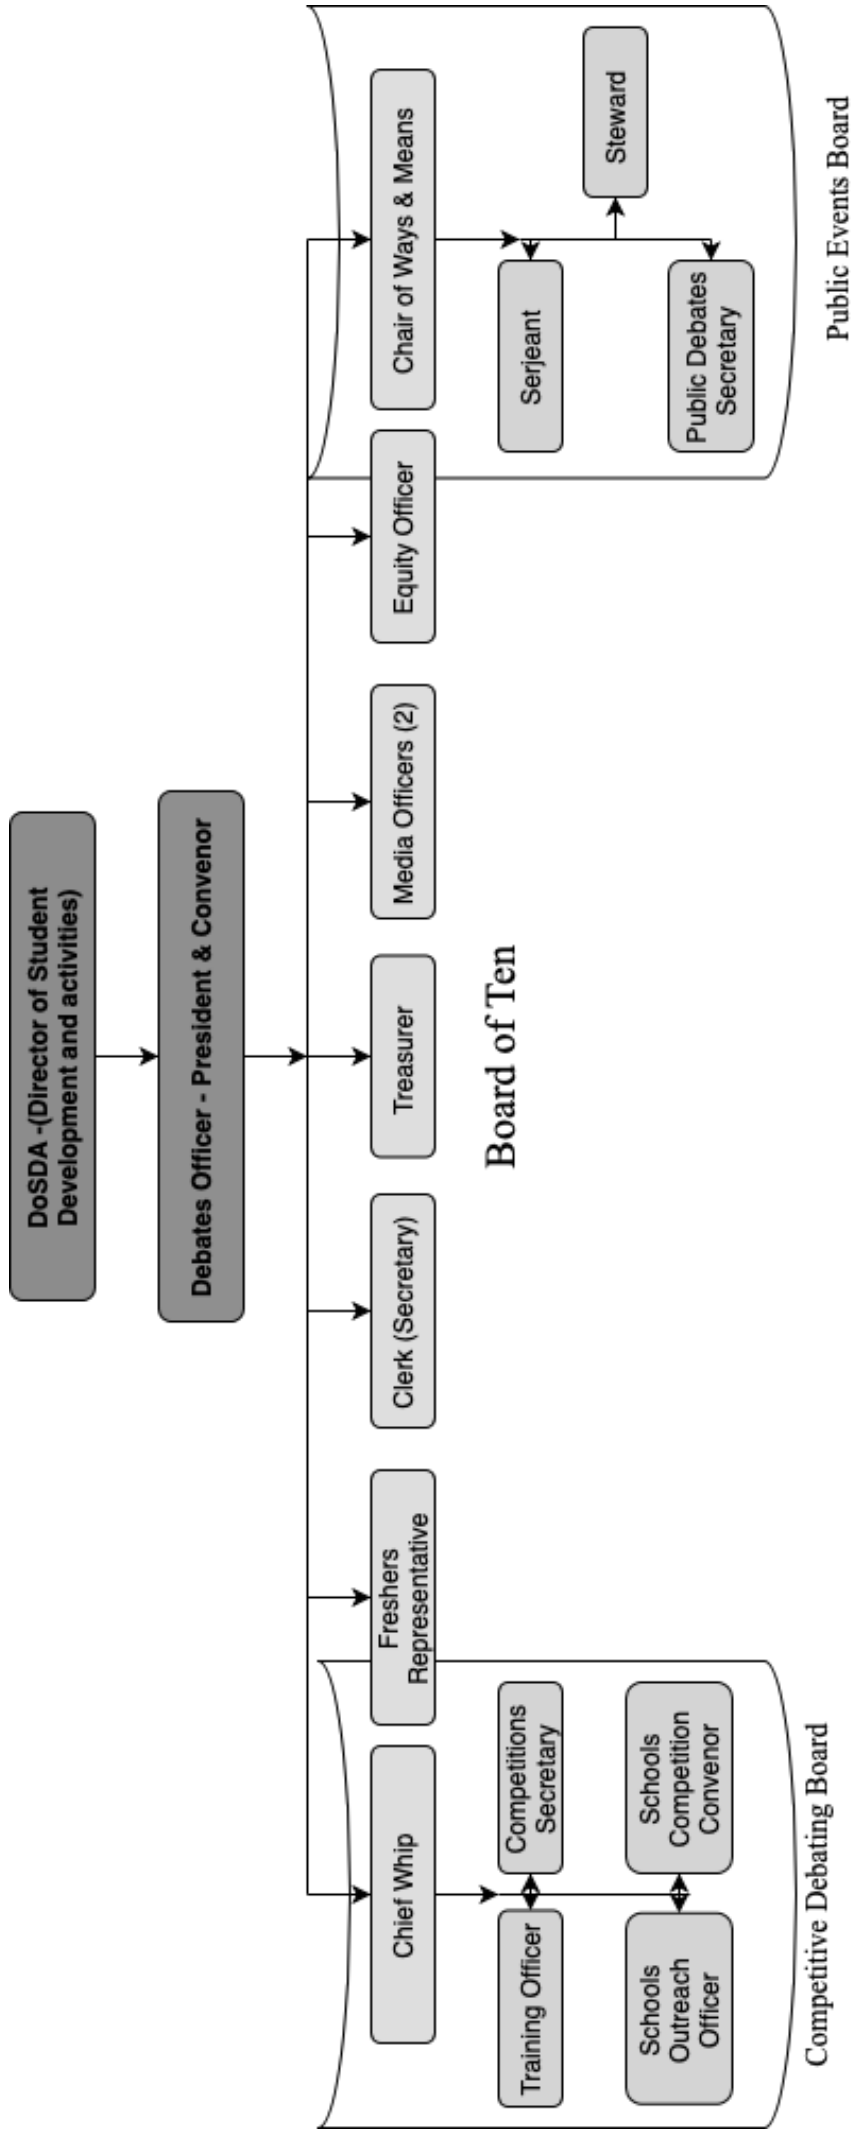 DoSDA -(Director of Student
Development and activities)
Debates Officer - President & Convenor
Chief Whip
Freshers
Representative
Clerk (Secretary)
Treasurer
Media Officers (2)
Equity Officer
Chair of Ways & Means
Training Officer
Competitions
Secretary
Schools
Outreach
Officer
Schools
Competition
Convenor
Board of Ten
Serjeant
Steward
Public Debates
Secretary
Competitive Debating Board
Public Events Board